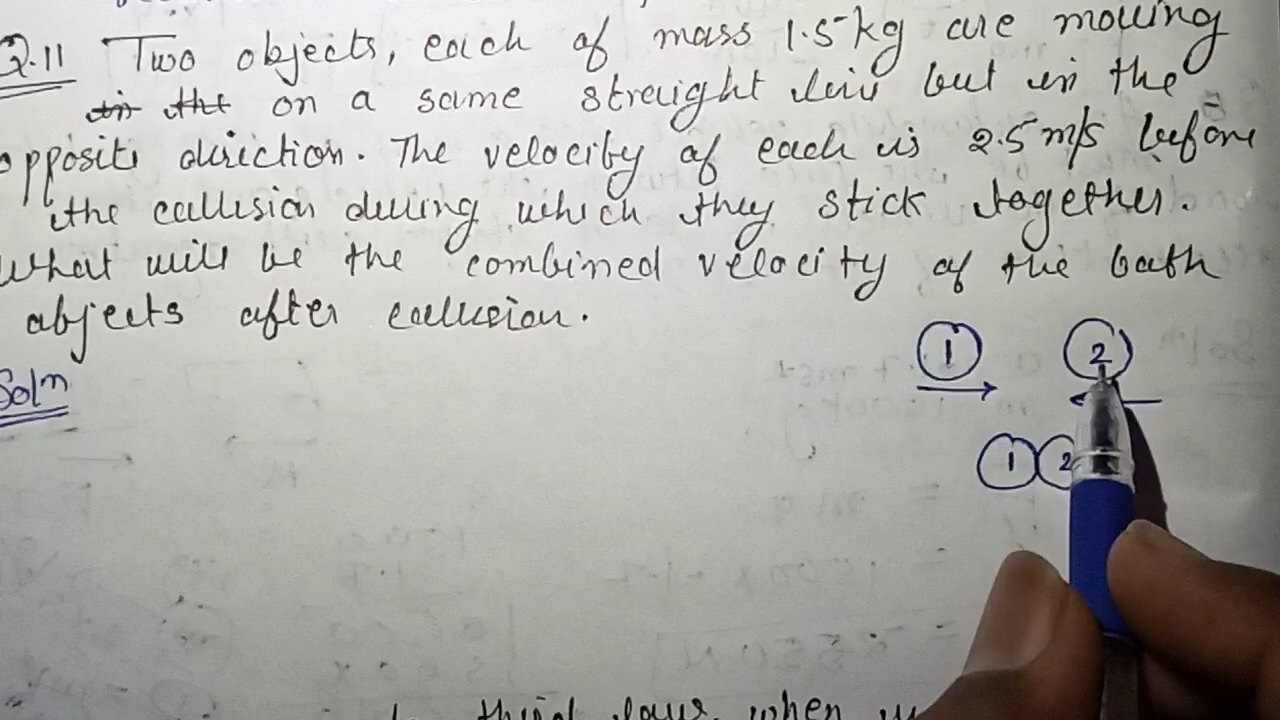 Q.11 Two objects, each of mass 1.5 kg are moving
on a same straight line but in the
opposite direction. The velocity of each is 2.5 m/s before
the collision during which they stick together.
What will be the combined velocity of the both
objects after collision.
1 2
Solⁿ
1 2
third law, when